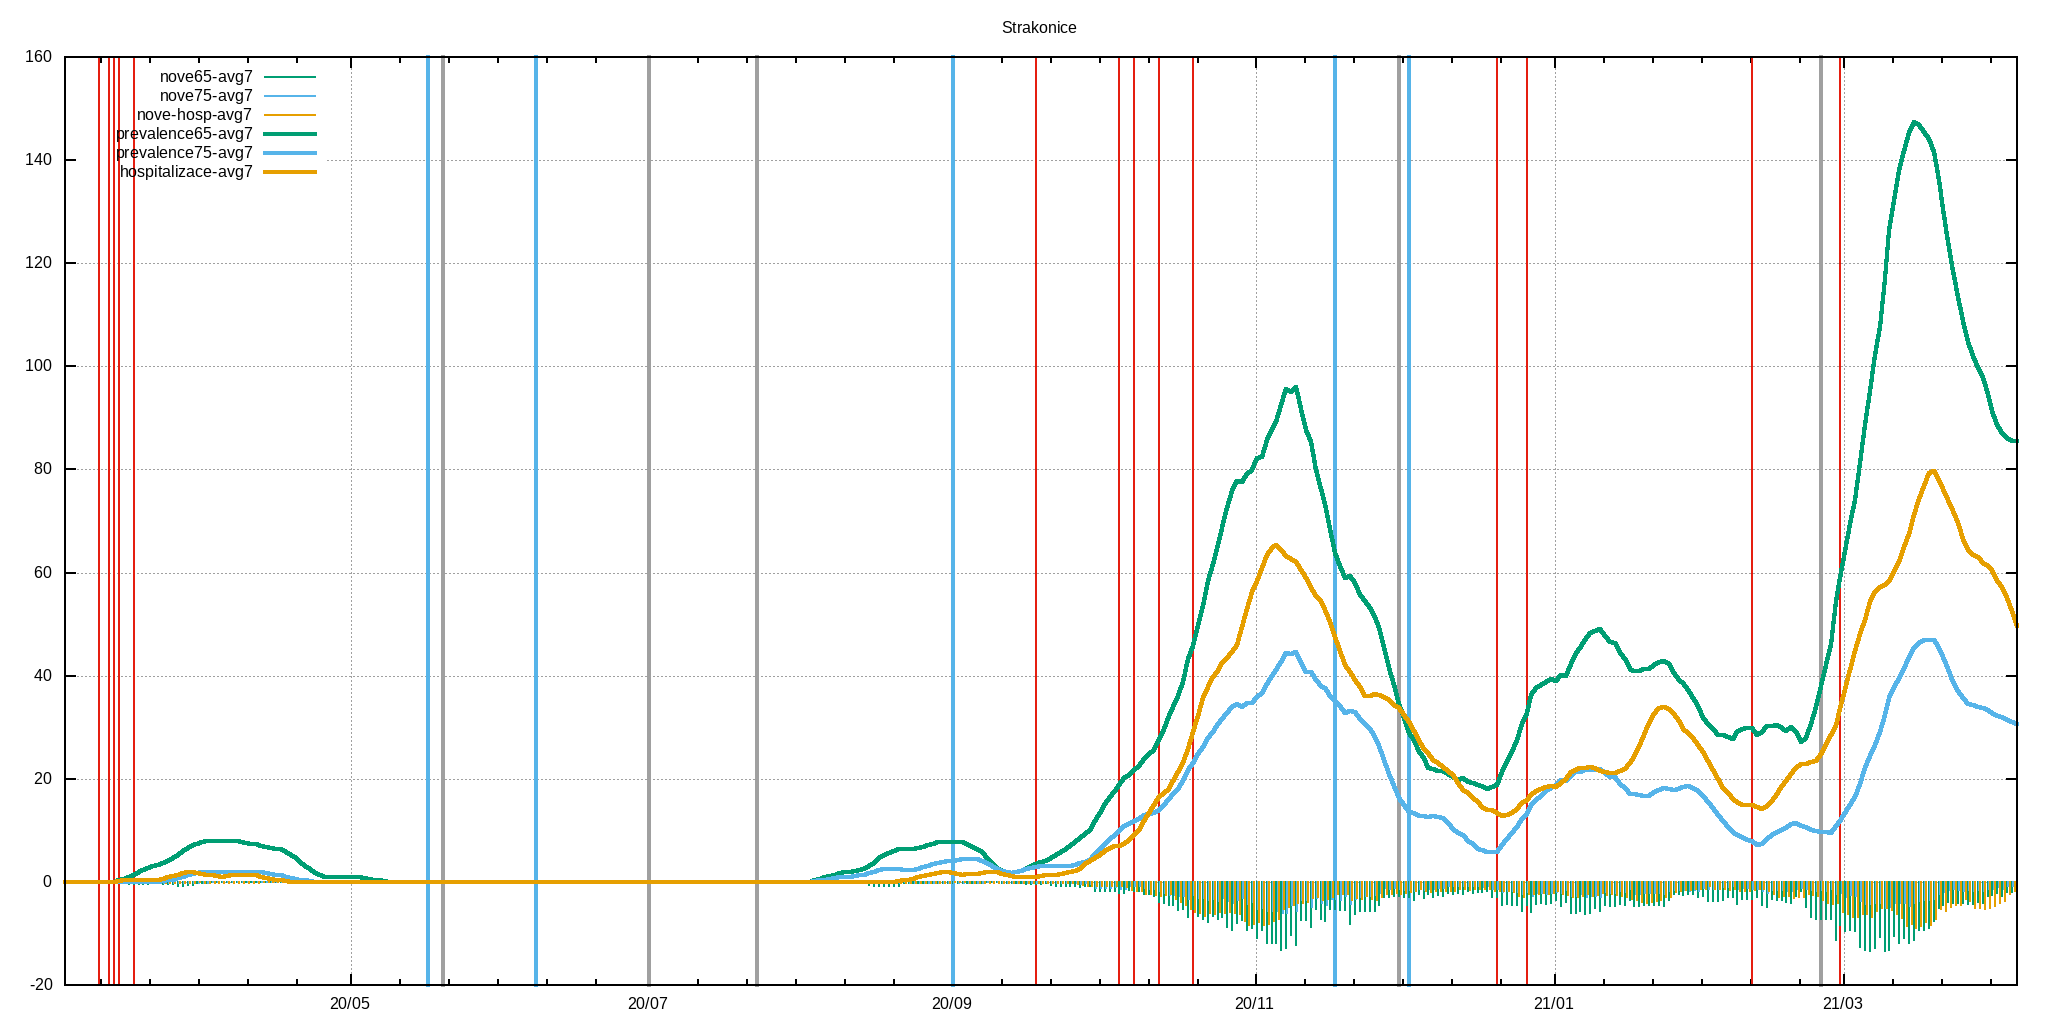 Strakonice
160
140
120
100
80
60
40
20
0
-20
nove65-avg7
nove75-avg7
nove-hosp-avg7
prevalence65-avg7
prevalence75-avg7
hospitalizace-avg7
20/05
20/07
20/09
20/11
21/01
21/03